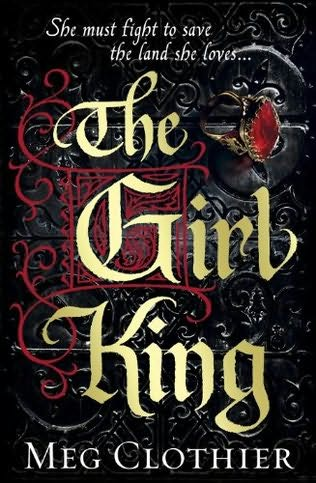 She must fight to save
the land she loves...
The
Girl
King
MEG CLOTHIER